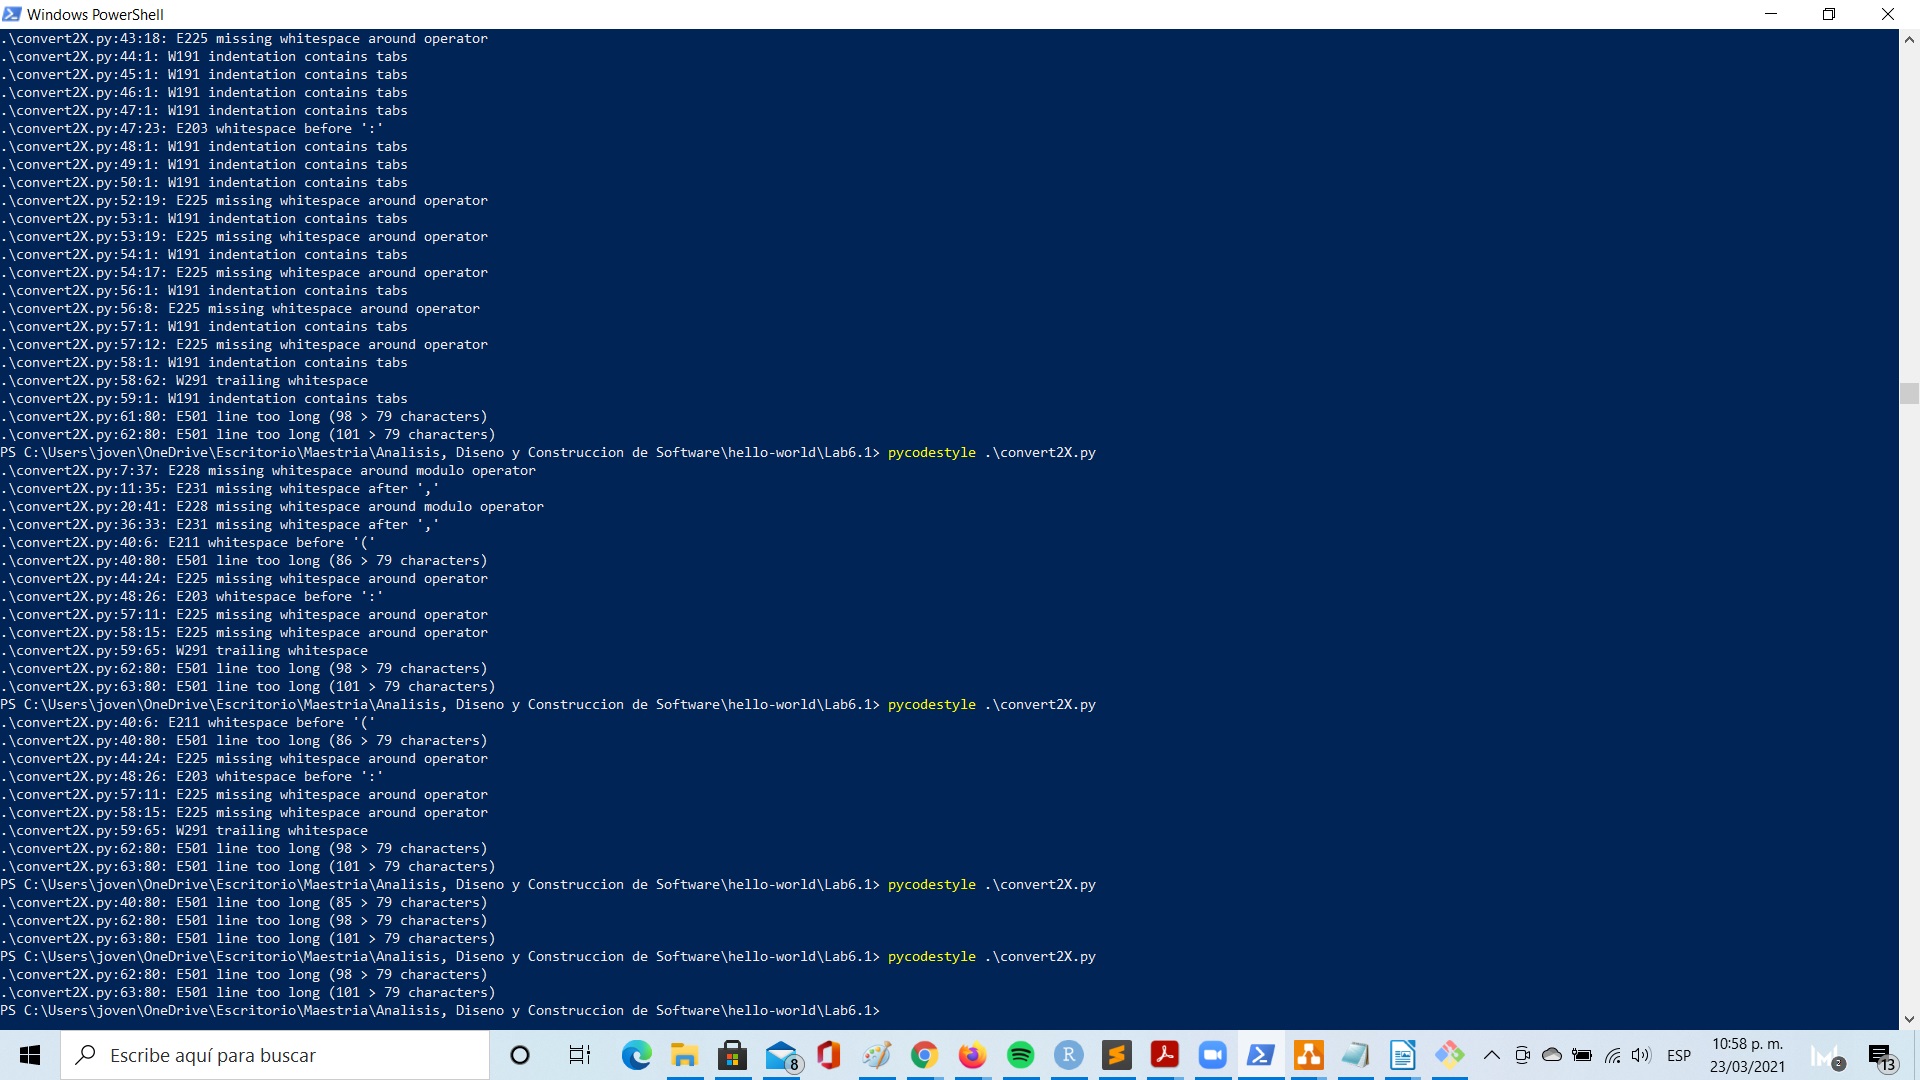 Windows PowerShell
.\convert2X.py:43:18: E225 missing whitespace around operator
.\convert2X.py:44:1: W191 indentation contains tabs
.\convert2X.py:45:1: W191 indentation contains tabs
.\convert2X.py:46:1: W191 indentation contains tabs
.\convert2X.py:47:1: W191 indentation contains tabs
.\convert2X.py:47:23: E203 whitespace before ':'
.\convert2X.py:48:1: W191 indentation contains tabs
.\convert2X.py:49:1: W191 indentation contains tabs
.\convert2X.py:50:1: W191 indentation contains tabs
.\convert2X.py:52:19: E225 missing whitespace around operator
.\convert2X.py:53:1: W191 indentation contains tabs
.\convert2X.py:53:19: E225 missing whitespace around operator
.\convert2X.py:54:1: W191 indentation contains tabs
.\convert2X.py:54:17: E225 missing whitespace around operator
.\convert2X.py:56:1: W191 indentation contains tabs
.\convert2X.py:56:8: E225 missing whitespace around operator
.\convert2X.py:57:1: W191 indentation contains tabs
.\convert2X.py:57:12: E225 missing whitespace around operator
.\convert2X.py:58:1: W191 indentation contains tabs
.\convert2X.py:58:62: W291 trailing whitespace
.\convert2X.py:59:1: W191 indentation contains tabs
.\convert2X.py:61:80: E501 line too long (98 > 79 characters)
.\convert2X.py:62:80: E501 line too long (101 > 79 characters)
PS C:\Users\joven\OneDrive\Escritorio\Maestria\Analisis, Diseno y Construccion de Software\hello-world\Lab6.1> pycodestyle .\convert2X.py
.\convert2X.py:7:37: E228 missing whitespace around modulo operator
.\convert2X.py:11:35: E231 missing whitespace after ','
.\convert2X.py:20:41: E228 missing whitespace around modulo operator
.\convert2X.py:36:33: E231 missing whitespace after ','
.\convert2X.py:40:6: E211 whitespace before '('
.\convert2X.py:40:80: E501 line too long (86 > 79 characters)
.\convert2X.py:44:24: E225 missing whitespace around operator
.\convert2X.py:48:26: E203 whitespace before ':'
.\convert2X.py:57:11: E225 missing whitespace around operator
.\convert2X.py:58:15: E225 missing whitespace around operator
.\convert2X.py:59:65: W291 trailing whitespace
.\convert2X.py:62:80: E501 line too long (98 > 79 characters)
.\convert2X.py:63:80: E501 line too long (101 > 79 characters)
PS C:\Users\joven\OneDrive\Escritorio\Maestria\Analisis, Diseno y Construccion de Software\hello-world\Lab6.1> pycodestyle .\convert2X.py
.\convert2X.py:40:6: E211 whitespace before '('
.\convert2X.py:40:80: E501 line too long (86 > 79 characters)
.\convert2X.py:44:24: E225 missing whitespace around operator
.\convert2X.py:48:26: E203 whitespace before ':'
.\convert2X.py:57:11: E225 missing whitespace around operator
.\convert2X.py:58:15: E225 missing whitespace around operator
.\convert2X.py:59:65: W291 trailing whitespace
.\convert2X.py:62:80: E501 line too long (98 > 79 characters)
.\convert2X.py:63:80: E501 line too long (101 > 79 characters)
PS C:\Users\joven\OneDrive\Escritorio\Maestria\Analisis, Diseno y Construccion de Software\hello-world\Lab6.1> pycodestyle .\convert2X.py
.\convert2X.py:40:80: E501 line too long (85 > 79 characters)
.\convert2X.py:62:80: E501 line too long (98 > 79 characters)
.\convert2X.py:63:80: E501 line too long (101 > 79 characters)
PS C:\Users\joven\OneDrive\Escritorio\Maestria\Analisis, Diseno y Construccion de Software\hello-world\Lab6.1> pycodestyle .\convert2X.py
.\convert2X.py:62:80: E501 line too long (98 > 79 characters)
.\convert2X.py:63:80: E501 line too long (101 > 79 characters)
PS C:\Users\joven\OneDrive\Escritorio\Maestria\Analisis, Diseno y Construccion de Software\hello-world\Lab6.1>
Escribe aquí para buscar
8
R
ESP
10:58 p. m.
23/03/2021
2
13